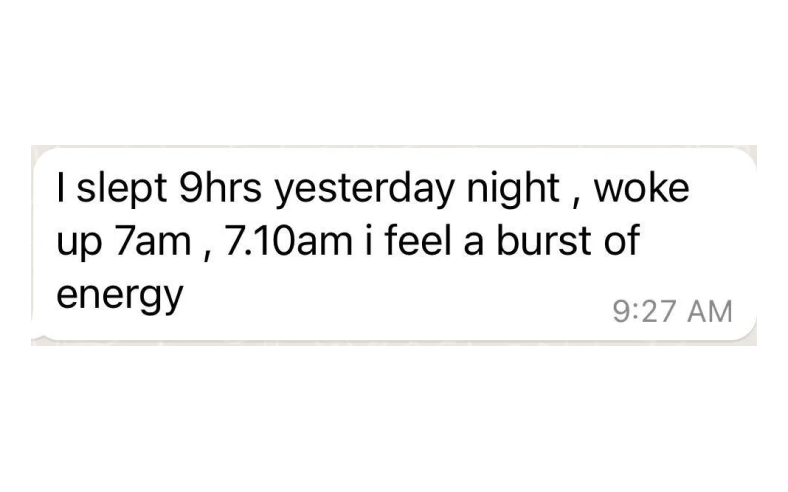 I slept 9hrs yesterday night , woke
up 7am , 7.10am i feel a burst of
energy
9:27 AM